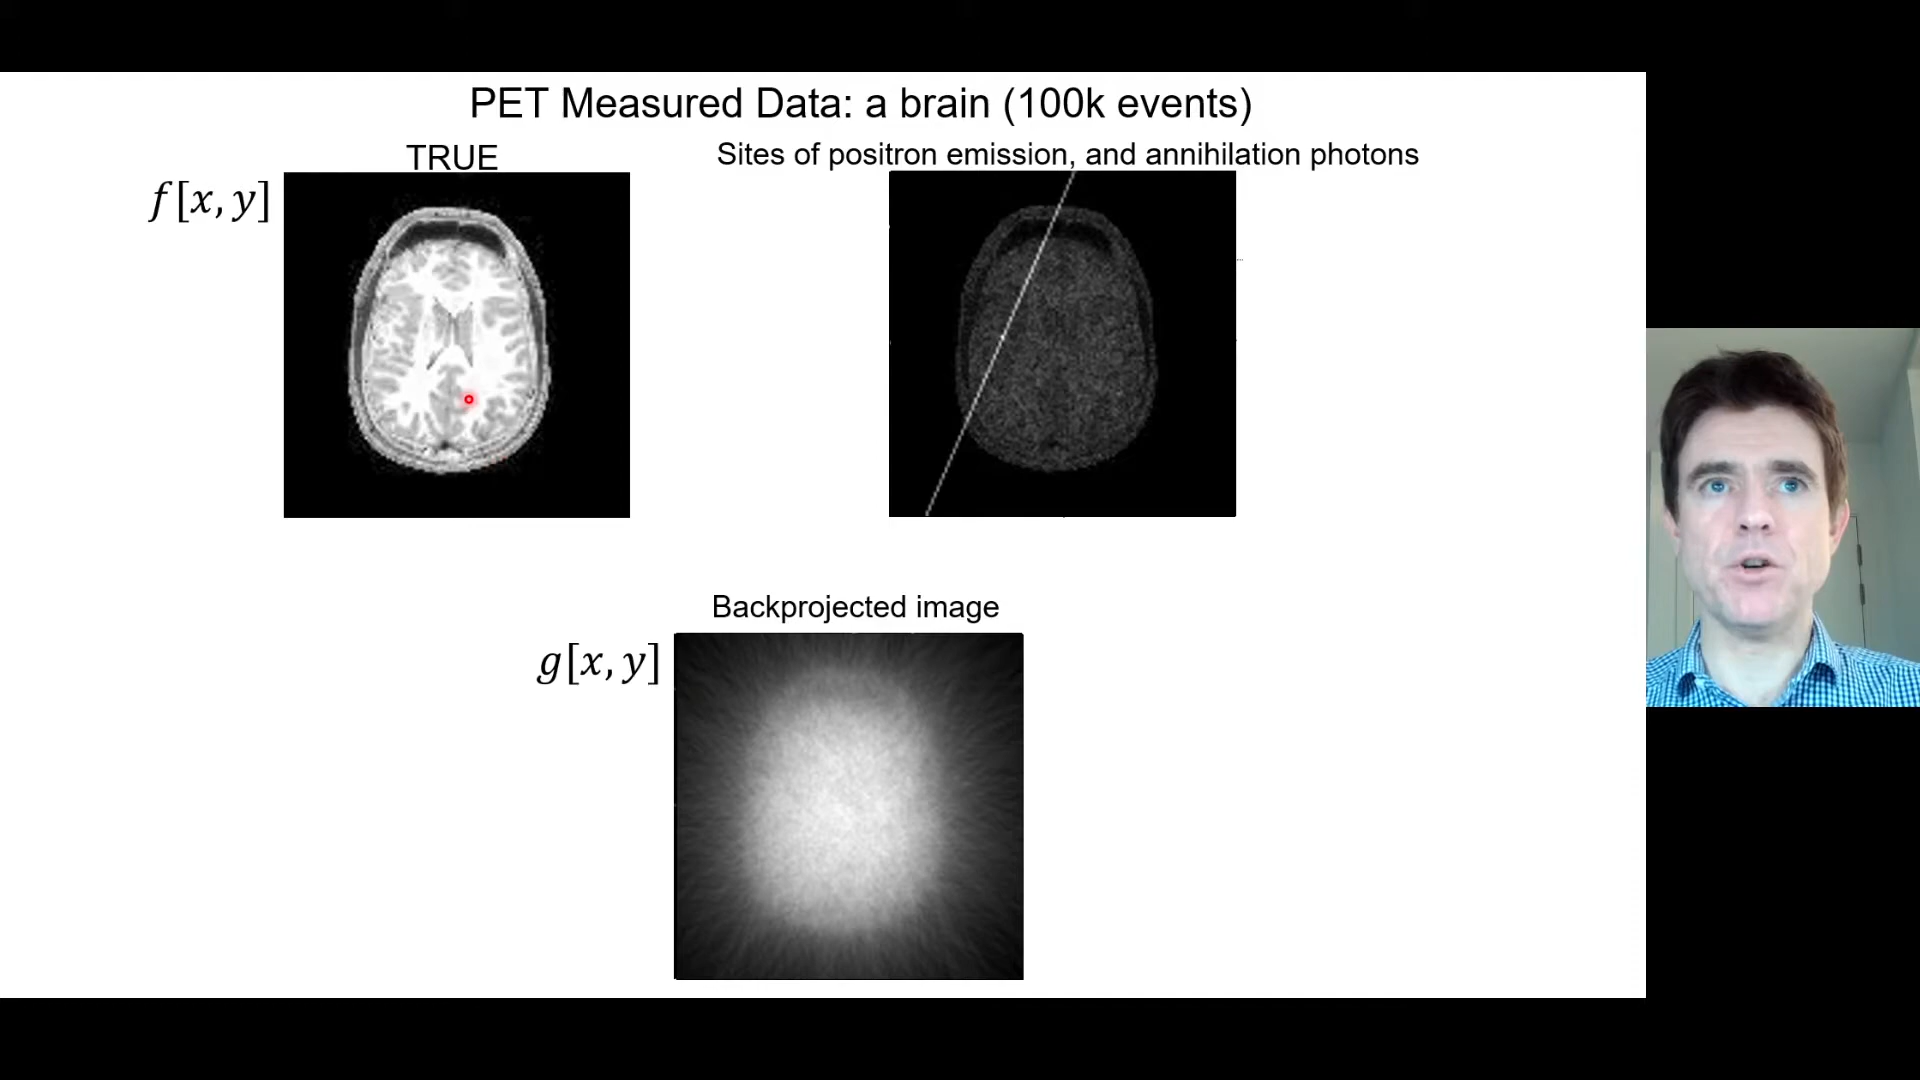 PET Measured Data: a brain (100k events)
TRUE
Sites of positron emission, and annihilation photons
f[x, y]
Backprojected image
g[x, y]